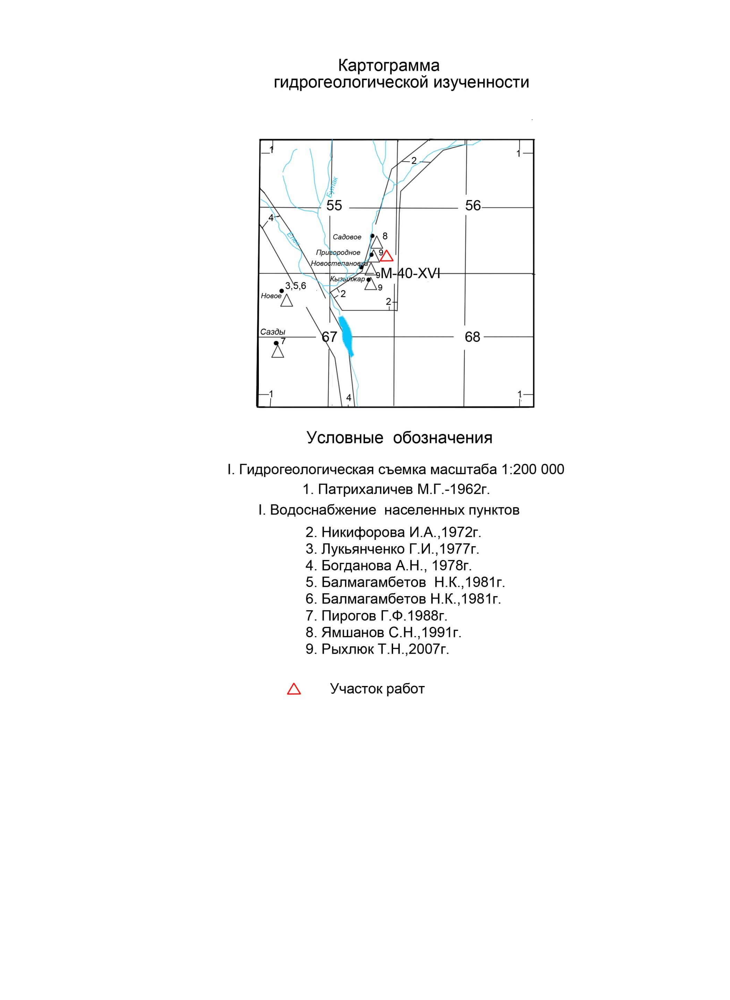 Картограмма
гидрогеологической изученности
1
1
2
Бутак
55
56
4
Елек
Садовое
8
Пригородное
9
Новостепановка
9
М-40-XVI
Кызылжар
9
3,5,6
Новое
2
2
Сазды
7
67
68
1
4
1
Условные обозначения
I. Гидрогеологическая съемка масштаба 1:200 000
1. Патрихаличев М.Г.-1962г.
I. Водоснабжение населенных пунктов
2. Никифорова И.А.,1972г.
3. Лукьянченко Г.И.,1977г.
4. Богданова А.Н., 1978г.
5. Балмагамбетов Н.К.,1981г.
6. Балмагамбетов Н.К.,1981г.
7. Пирогов Г.Ф.1988г.
8. Ямшанов С.Н.,1991г.
9. Рыхлюк Т.Н.,2007г.
Участок работ